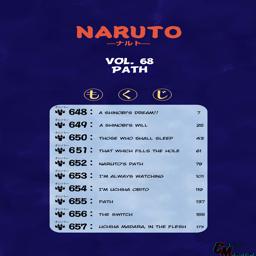 NARUTO
—ナルト—
VOL. 68
PATH
もくじ
648: A SHINOBI'S DREAM!! 7
649: A SHINOBI'S WILL 25
650: THOSE WHO SHALL SLEEP 43
651: THAT WHICH FILLS THE HOLE 61
652: NARUTO'S PATH 79
653: I'M ALWAYS WATCHING 101
654: I'M UCHIHA OBITO 119
655: PATH 137
656: THE SWITCH 155
657: UCHIHA MADARA, IN THE FLESH 173